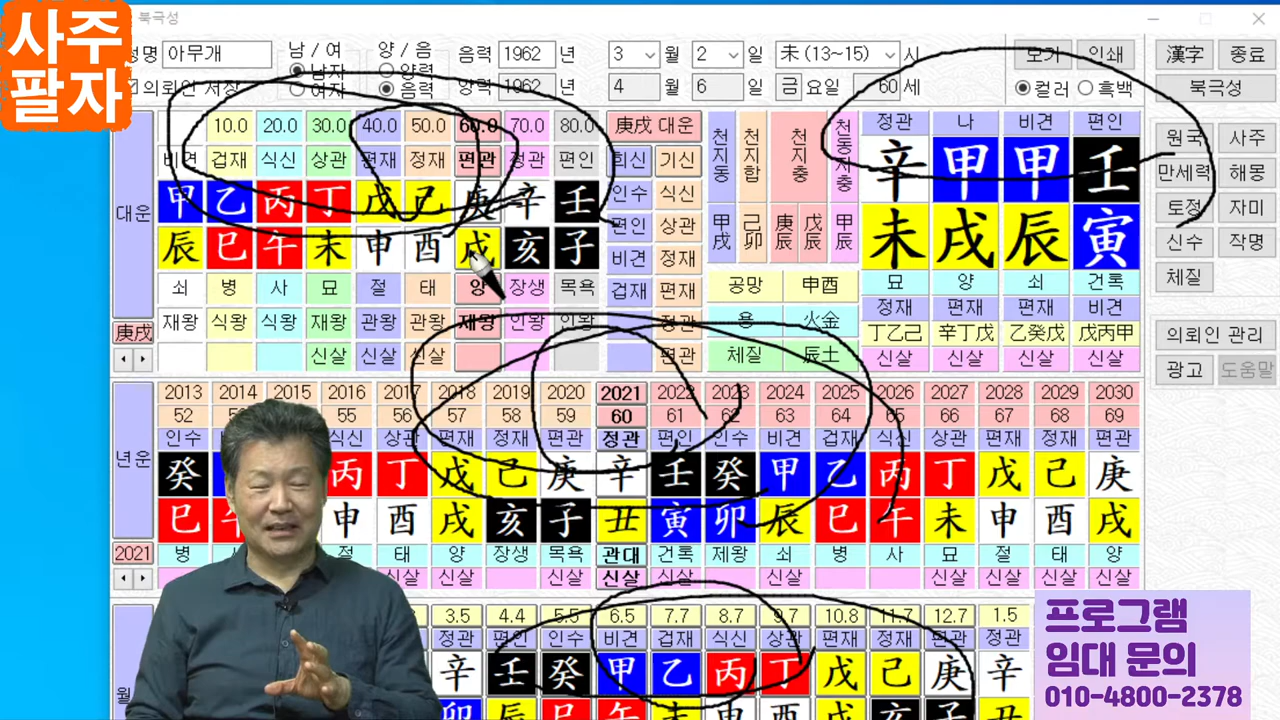 사주
팔자
북극성
성명 아무개 남 / 여 양 / 음 음력 1962 년 3 월 2 일 未 (13~15) 시 보기 인쇄 漢字 종료
의뢰인 저장 남자 여자 양력 음력 양력 1962 년 4 월 6 일 금 요일 60 세 컬러 흑백 북극성
대운
10.0 20.0 30.0 40.0 50.0 60.0 70.0 80.0
비견 겁재 식신 상관 편재 정재 편관 정관 편인
甲 乙 丙 丁 戊 己 庚 辛 壬
辰 巳 午 未 申 酉 戌 亥 子
쇠 병 사 묘 절 태 양 장생 목욕
재왕 식왕 식왕 재왕 관왕 관왕 재왕 인왕 인왕
신살 신살 신살
庚戌
庚戌 대운
희신 기신
인수 식신
편인 상관
비견 정재
겁재 편재
정관
편관
천지동 천지합 천지충 천동지충
甲戌 己卯 庚辰 戊辰 甲辰
공망 申酉
용 火金
체질 辰土
정관 나 비견 편인
辛 甲 甲 壬
未 戌 辰 寅
묘 양 쇠 건록
정재 편재 편재 비견
丁乙己 辛丁戊 乙癸戊 戊丙甲
신살 신살 신살 신살
원국 사주
만세력 해몽
토정 자미
신수 작명
체질
의뢰인 관리
광고 도움말
년운
2013 2014 2015 2016 2017 2018 2019 2020 2021 2022 2023 2024 2025 2026 2027 2028 2029 2030
52 55 56 57 58 59 60 61 62 63 64 65 66 67 68 69
인수 식신 상관 편재 정재 편관 정관 편인 인수 비견 겁재 식신 상관 편재 정재 편관
癸 丙 丁 戊 己 庚 辛 壬 癸 甲 乙 丙 丁 戊 己 庚
巳 申 酉 戌 亥 子 丑 寅 卯 辰 巳 午 未 申 酉 戌
병 절 태 양 장생 목욕 관대 건록 제왕 쇠 병 사 묘 절 태 양
신살 신살 신살 신살 신살 신살 신살 신살 신살
2021
월
3.5 4.4 5.5 6.5 7.7 8.7 9.7 10.8 11.7 12.7 1.5
정관 편인 인수 비견 겁재 식신 상관 편재 정재 편관 정관
辛 壬 癸 甲 乙 丙 丁 戊 己 庚 辛
卯 辰 巳 午 未 申 酉 戌 亥 子 丑
프로그램
임대 문의
010-4800-2378